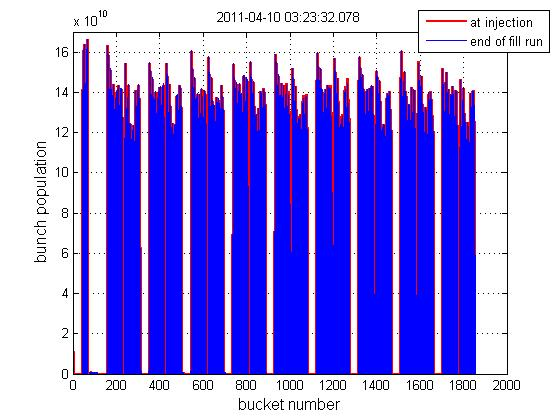 2011-04-10 03:23:32.078
x 10^10
at injection
end of fill run
16
14
12
10
8
6
4
2
0
bunch population
0 200 400 600 800 1000 1200 1400 1600 1800 2000
bucket number